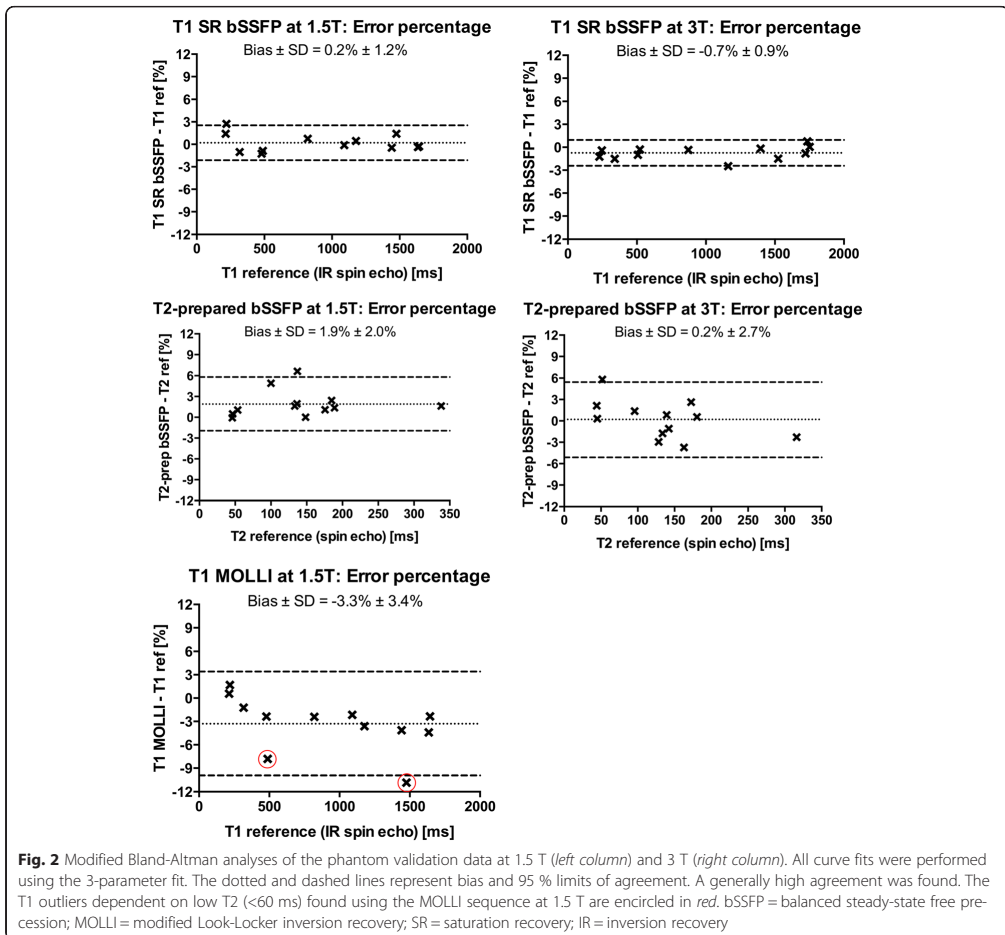 T1 SR bSSFP at 1.5T: Error percentage
Bias ± SD = 0.2% ± 1.2%
T1 SR bSSFP - T1 ref [%]
12
9
6
3
0
-3
-6
-9
-12
0 500 1000 1500 2000
T1 reference (IR spin echo) [ms]
T1 SR bSSFP at 3T: Error percentage
Bias ± SD = -0.7% ± 0.9%
T1 SR bSSFP - T1 ref [%]
12
9
6
3
0
-3
-6
-9
-12
0 500 1000 1500 2000
T1 reference (IR spin echo) [ms]
T2-prepared bSSFP at 1.5T: Error percentage
Bias ± SD = 1.9% ± 2.0%
T2-prep bSSFP - T2 ref [%]
12
9
6
3
0
-3
-6
-9
-12
0 50 100 150 200 250 300 350
T2 reference (spin echo) [ms]
T2-prepared bSSFP at 3T: Error percentage
Bias ± SD = 0.2% ± 2.7%
T2-prep bSSFP - T2 ref [%]
12
9
6
3
0
-3
-6
-9
-12
0 50 100 150 200 250 300 350
T2 reference (spin echo) [ms]
T1 MOLLI at 1.5T: Error percentage
Bias ± SD = -3.3% ± 3.4%
T1 MOLLI - T1 ref [%]
12
9
6
3
0
-3
-6
-9
-12
0 500 1000 1500 2000
T1 reference (IR spin echo) [ms]
Fig. 2 Modified Bland-Altman analyses of the phantom validation data at 1.5 T (left column) and 3 T (right column). All curve fits were performed
using the 3-parameter fit. The dotted and dashed lines represent bias and 95 % limits of agreement. A generally high agreement was found. The
T1 outliers dependent on low T2 (<60 ms) found using the MOLLI sequence at 1.5 T are encircled in red. bSSFP = balanced steady-state free pre-
cession; MOLLI = modified Look-Locker inversion recovery; SR = saturation recovery; IR = inversion recovery